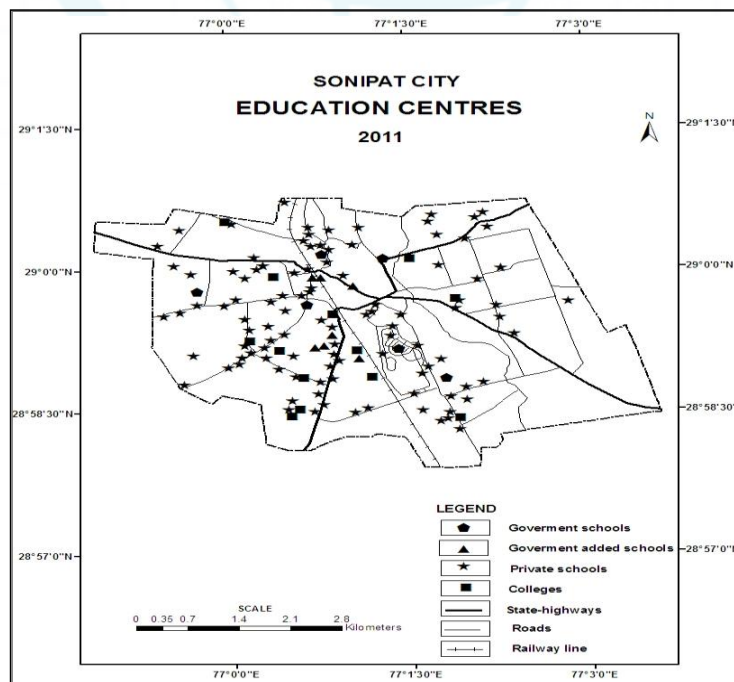 77°0'0"E 77°1'30"E 77°3'0"E
SONIPAT CITY
EDUCATION CENTRES
2011
29°1'30"N 29°1'30"N
N
29°0'0"N 29°0'0"N
28°58'30"N 28°58'30"N
LEGEND
Goverment schools
28°57'0"N 28°57'0"N
Goverment added schools
Private schools
Colleges
State-highways
Roads
Railway line
SCALE
0 0.35 0.7 1.4 2.1 2.8
Kilometers
77°0'0"E 77°1'30"E 77°3'0"E